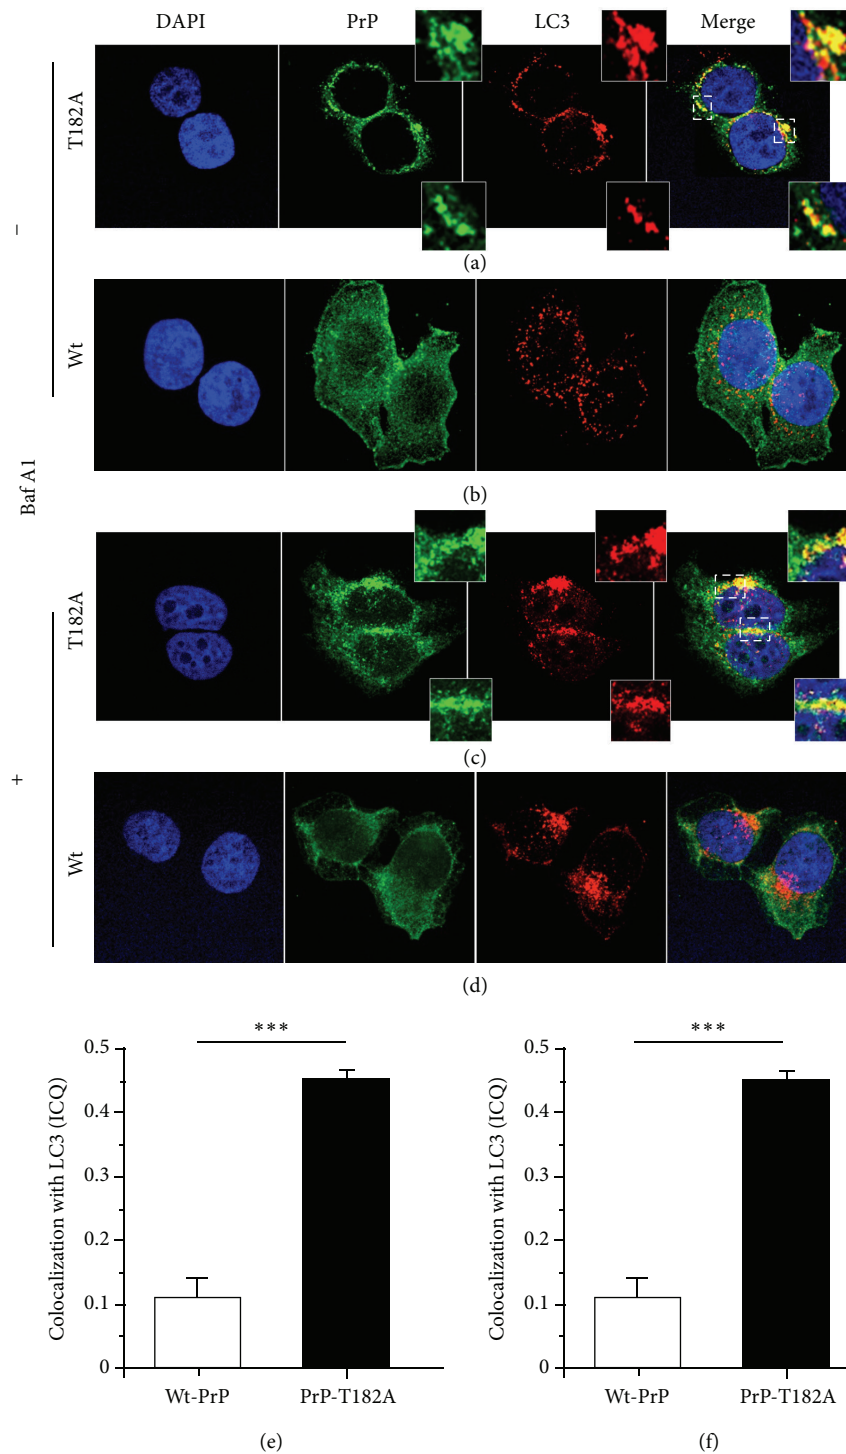 DAPI PrP LC3 Merge
T182A
−
(a)
Wt
(b)
Baf A1
T182A
(c)
+
Wt
(d)
***
0.5
0.4
0.3
0.2
0.1
0
Colocalization with LC3 (ICQ)
Wt-PrP PrP-T182A
(e)
***
0.5
0.4
0.3
0.2
0.1
0
Colocalization with LC3 (ICQ)
Wt-PrP PrP-T182A
(f)